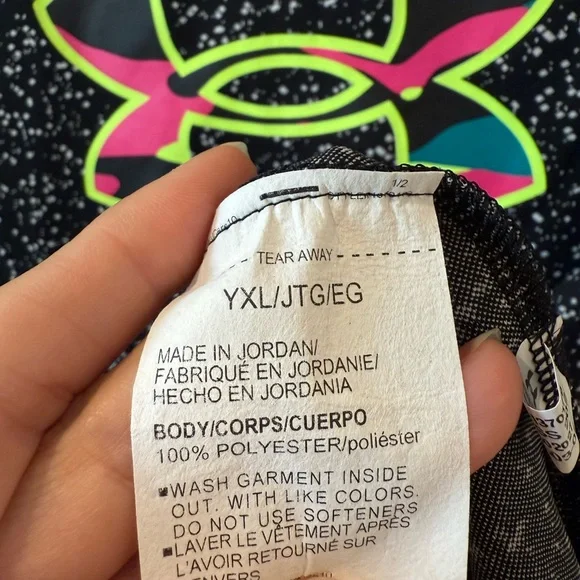 1/2
TEAR AWAY
YXL/JTG/EG
MADE IN JORDAN/
FABRIQUÉ EN JORDANIE/
HECHO EN JORDANIA
BODY/CORPS/CUERPO
100% POLYESTER/poliéster
WASH GARMENT INSIDE
OUT. WITH LIKE COLORS.
DO NOT USE SOFTENERS
LAVER LE VÊTEMENT APRÈS
L'AVOIR RETOURNÉ SUR